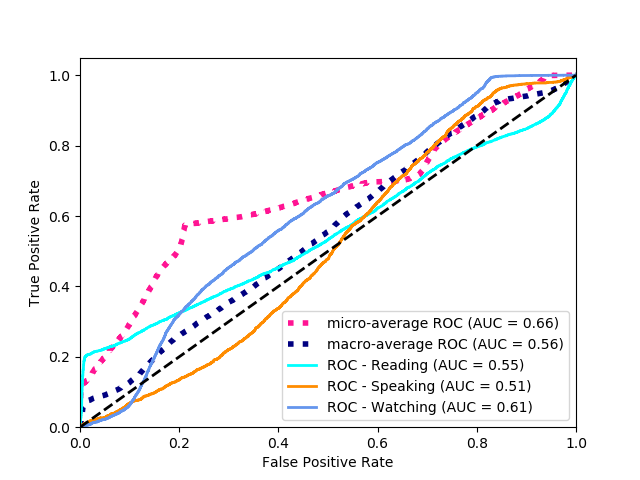 1.0
0.8
0.6
0.4
0.2
0.0
True Positive Rate
micro-average ROC (AUC = 0.66)
macro-average ROC (AUC = 0.56)
ROC - Reading (AUC = 0.55)
ROC - Speaking (AUC = 0.51)
ROC - Watching (AUC = 0.61)
0.0 0.2 0.4 0.6 0.8 1.0
False Positive Rate